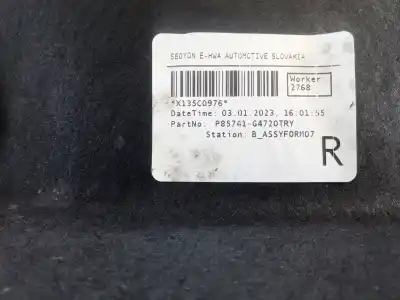 SEOYON E-HWA AUTOMOTIVE SLOVAKIA
Worker
2768
*X135C0976*
DateTime: 03.01.2023, 16:01:55
PartNo.  P85741-G4720TRY
Station: B_ASSYFORM07
R